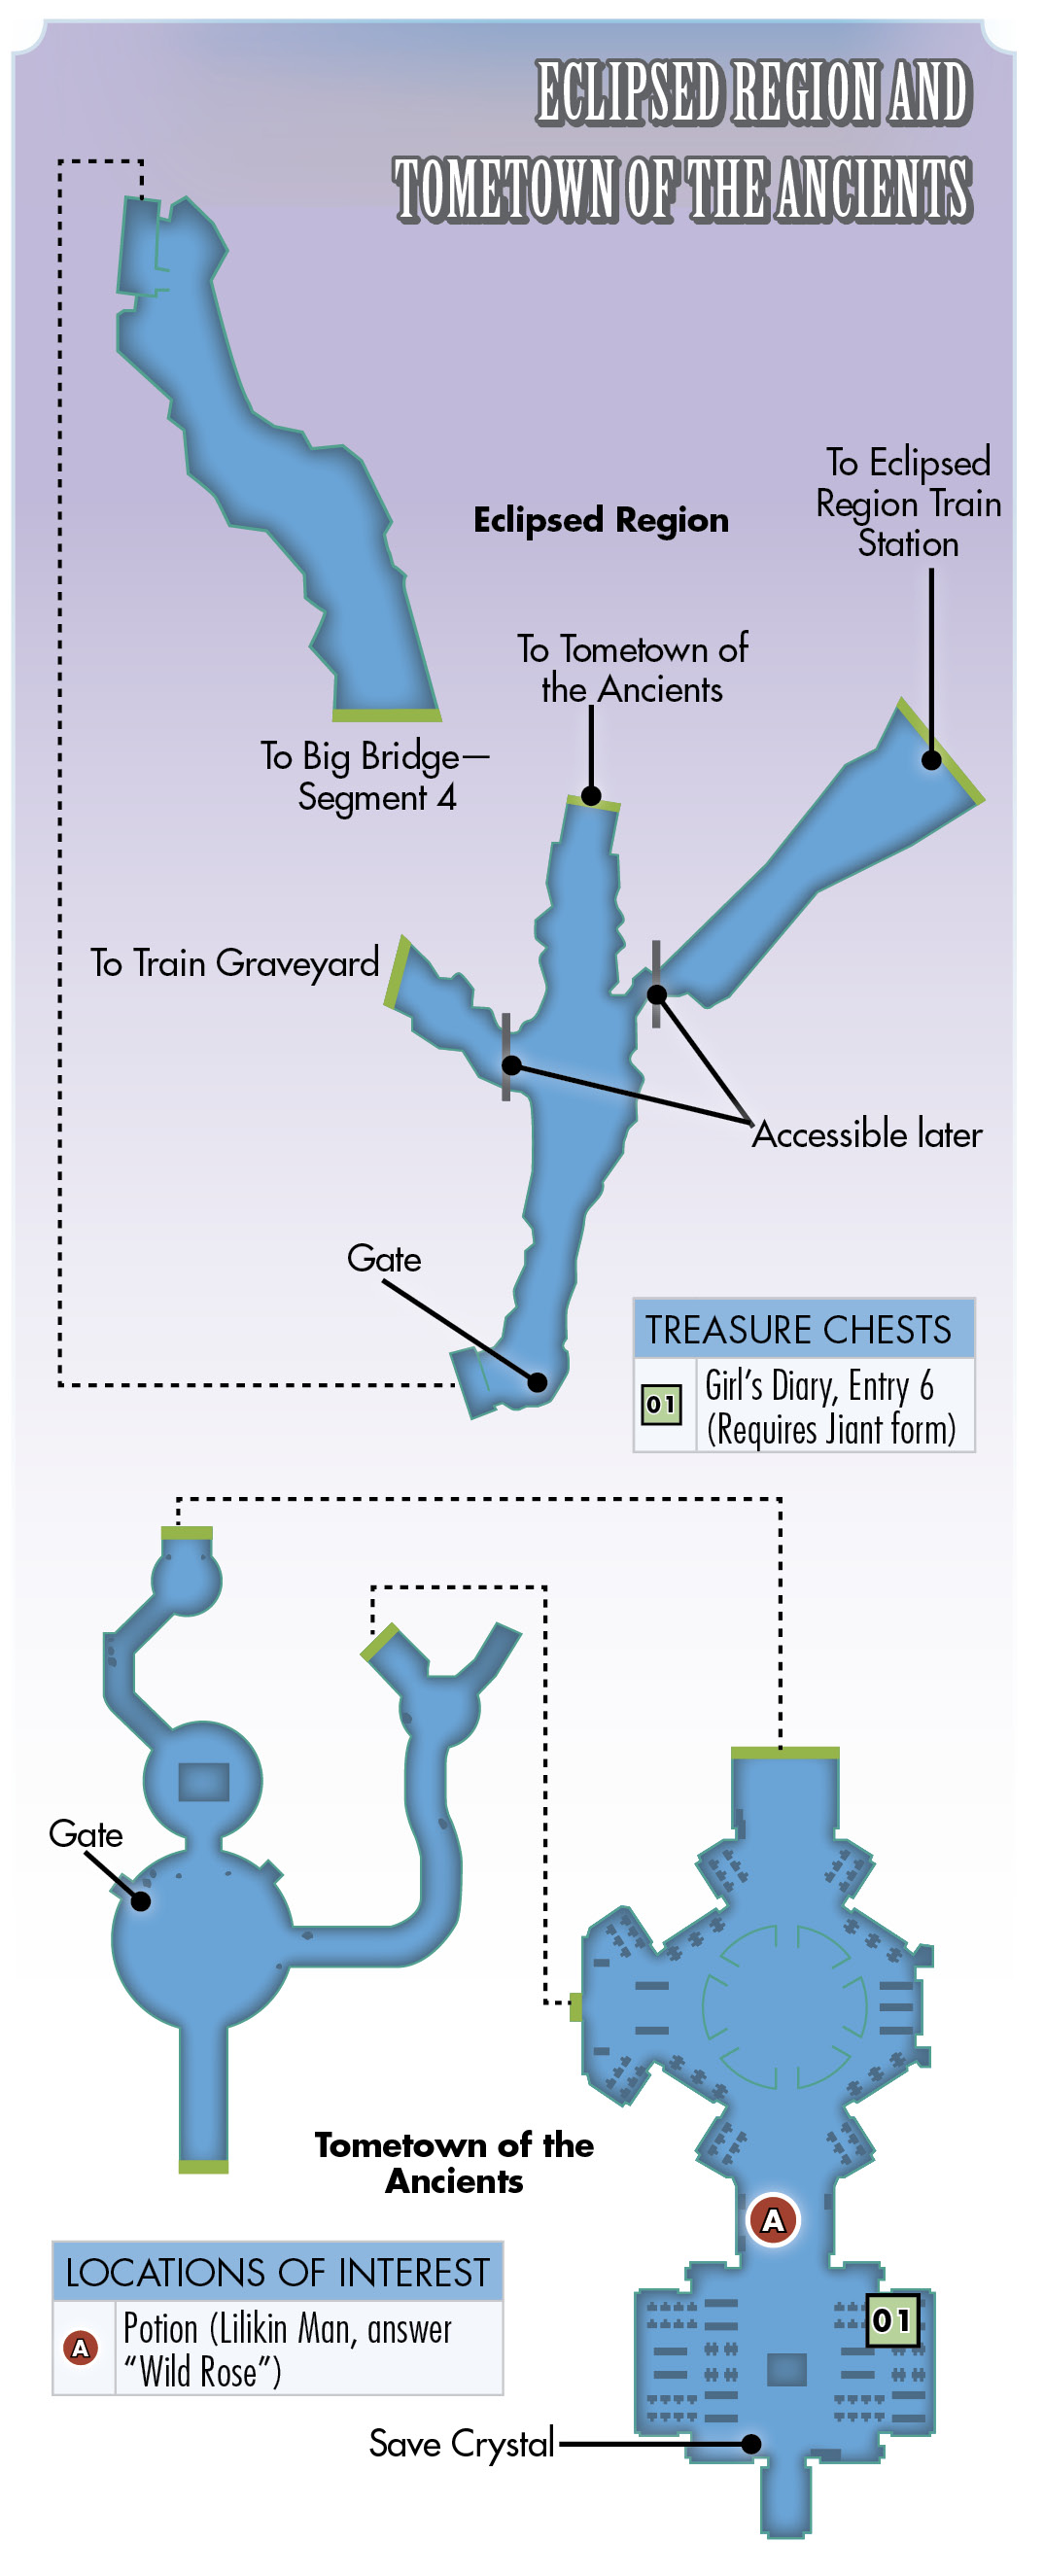 ECLIPSED REGION AND
TOMETOWN OF THE ANCIENTS
To Eclipsed
Region Train
Station
Eclipsed Region
To Tometown of
the Ancients
To Big Bridge—
Segment 4
To Train Graveyard
Accessible later
Gate
TREASURE CHESTS
01 Girl's Diary, Entry 6
(Requires Jiant form)
Gate
Tometown of the
Ancients
A
LOCATIONS OF INTEREST
01
A Potion (Lilikin Man, answer
“Wild Rose”)
Save Crystal